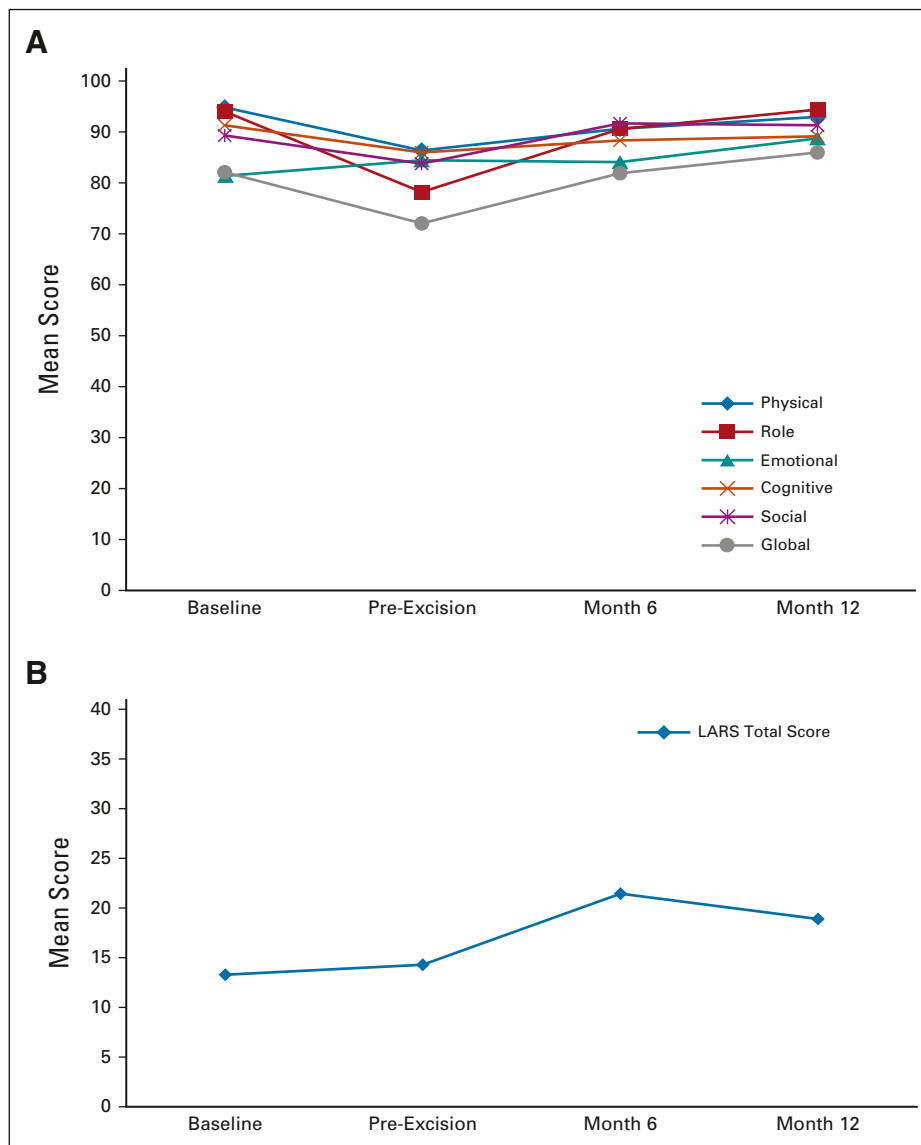 A
100
90
80
70
60
50
40
30
20
10
0
Mean Score
Physical
Role
Emotional
Cognitive
Social
Global
Baseline Pre-Excision Month 6 Month 12
B
40
35
30
25
20
15
10
5
0
Mean Score
LARS Total Score
Baseline Pre-Excision Month 6 Month 12